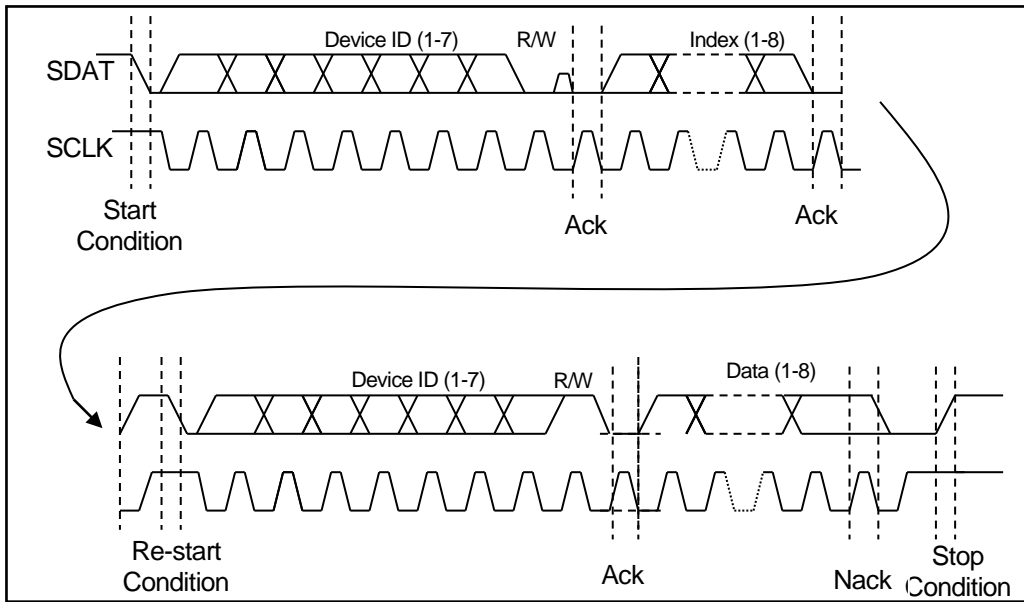 Device ID (1-7) R/W Index (1-8)
SDAT
SCLK
Start
Condition
Ack
Ack
Device ID (1-7) R/W Data (1-8)
Re-start
Condition
Ack
Nack
Stop
Condition